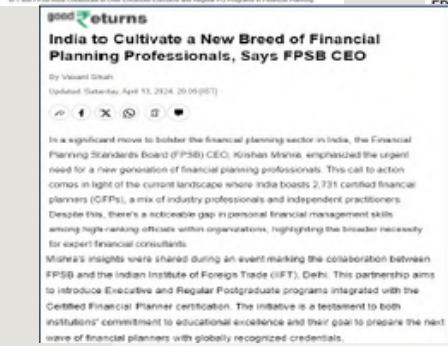 good returns
India to Cultivate a New Breed of Financial
Planning Professionals, Says FPSB CEO
By Vasant Singh
Updated: Saturday, April 13, 2024, 20:09 [IST]
In a significant move to bolster the financial planning sector in India, the Financial
Planning Standards Board (FPSB) CEO, Krishan Mishra, emphasized the urgent
need for a new generation of financial planning professionals. This call to action
comes in light of the current landscape where India boasts 2,731 certified financial
planners (CFPs), a mix of industry professionals and independent practitioners.
Despite this, there's a noticeable gap in personal financial management skills
among high-ranking officials within organizations, highlighting the broader necessity
for expert financial consultants.
Mishra's insights were shared during an event marking the collaboration between
FPSB and the Indian Institute of Foreign Trade (IIFT), Delhi. This partnership aims
to introduce Executive and Regular Postgraduate programs integrated with the
Certified Financial Planner certification. The initiative is a testament to both
institutions' commitment to educational excellence and their goal to prepare the next
wave of financial planners with globally recognized credentials.